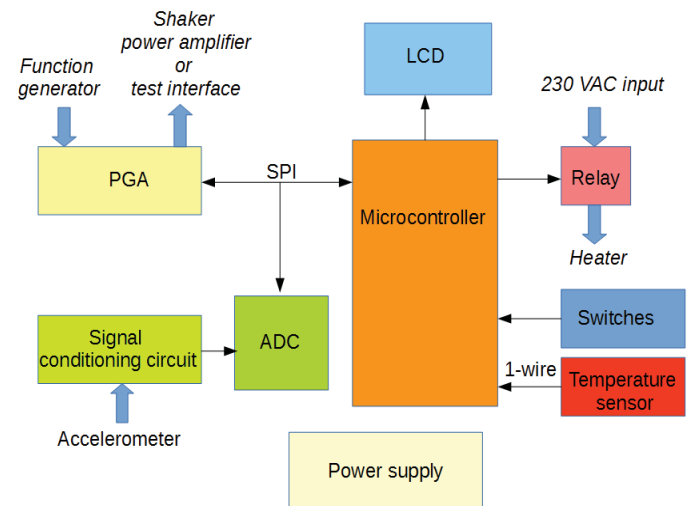 Shaker
power amplifier
or
test interface
Function
generator
LCD
230 VAC input
PGA
SPI
Microcontroller
Relay
Heater
Signal
conditioning circuit
ADC
Switches
1-wire
Temperature
sensor
Accelerometer
Power supply